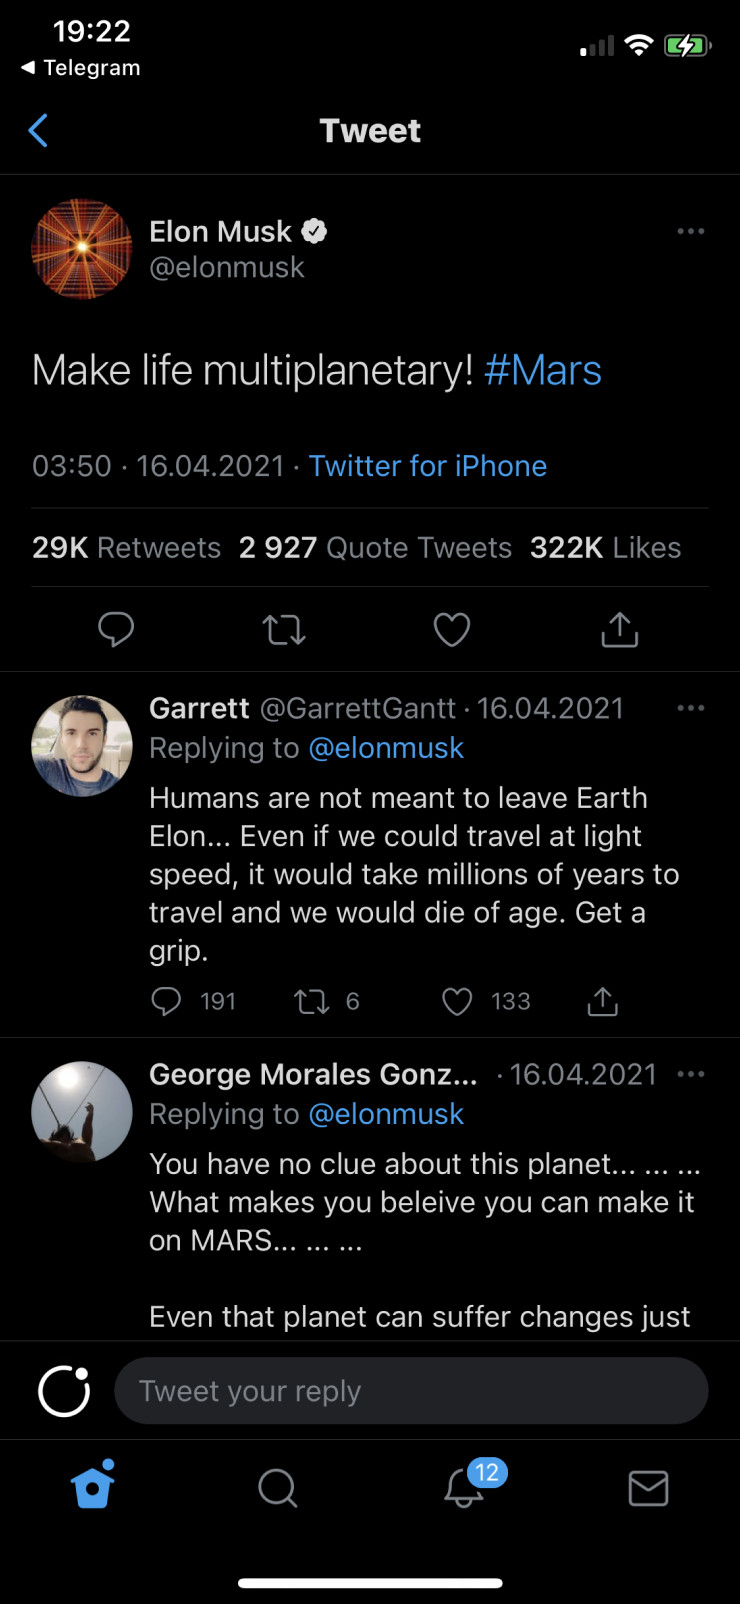 19:22
◀ Telegram
Tweet
Elon Musk
@elonmusk
Make life multiplanetary! #Mars
03:50 · 16.04.2021 · Twitter for iPhone
29K Retweets 2 927 Quote Tweets 322K Likes
Garrett @GarrettGantt · 16.04.2021
Replying to @elonmusk
Humans are not meant to leave Earth
Elon... Even if we could travel at light
speed, it would take millions of years to
travel and we would die of age. Get a
grip.
191 6 133
George Morales Gonz... · 16.04.2021
Replying to @elonmusk
You have no clue about this planet... ... ...
What makes you beleive you can make it
on MARS... ... ...
Even that planet can suffer changes just
Tweet your reply
12